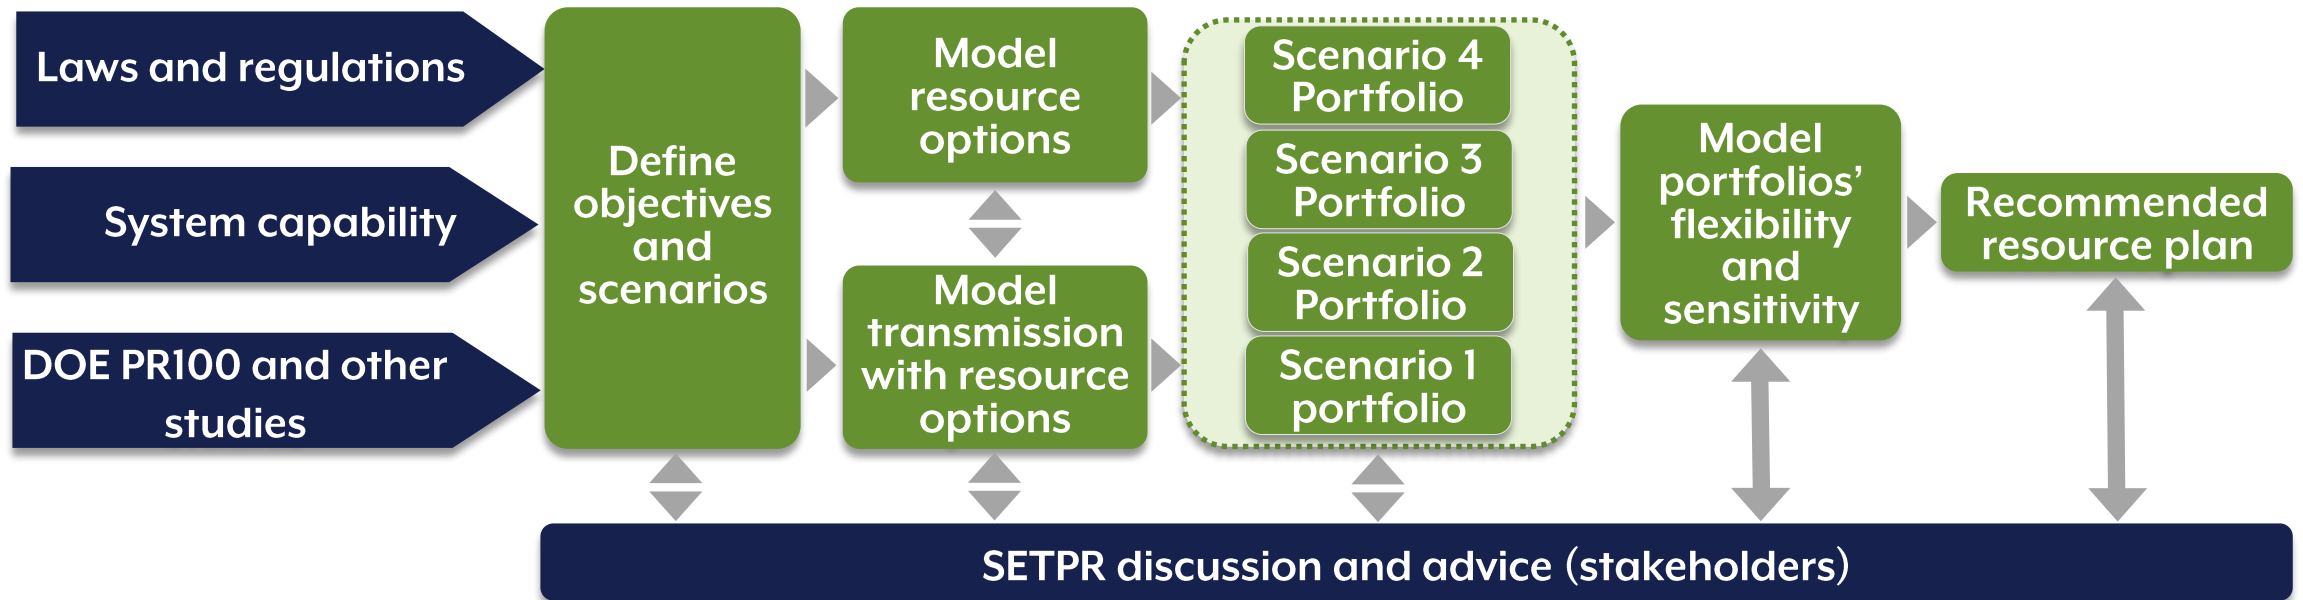 Laws and regulations
System capability
DOE PR100 and other
studies
Define
objectives
and
scenarios
Model
resource
options
Model
transmission
with resource
options
Scenario 4
Portfolio
Scenario 3
Portfolio
Scenario 2
Portfolio
Scenario 1
portfolio
Model
portfolios’
flexibility
and
sensitivity
Recommended
resource plan
SETPR discussion and advice (stakeholders)